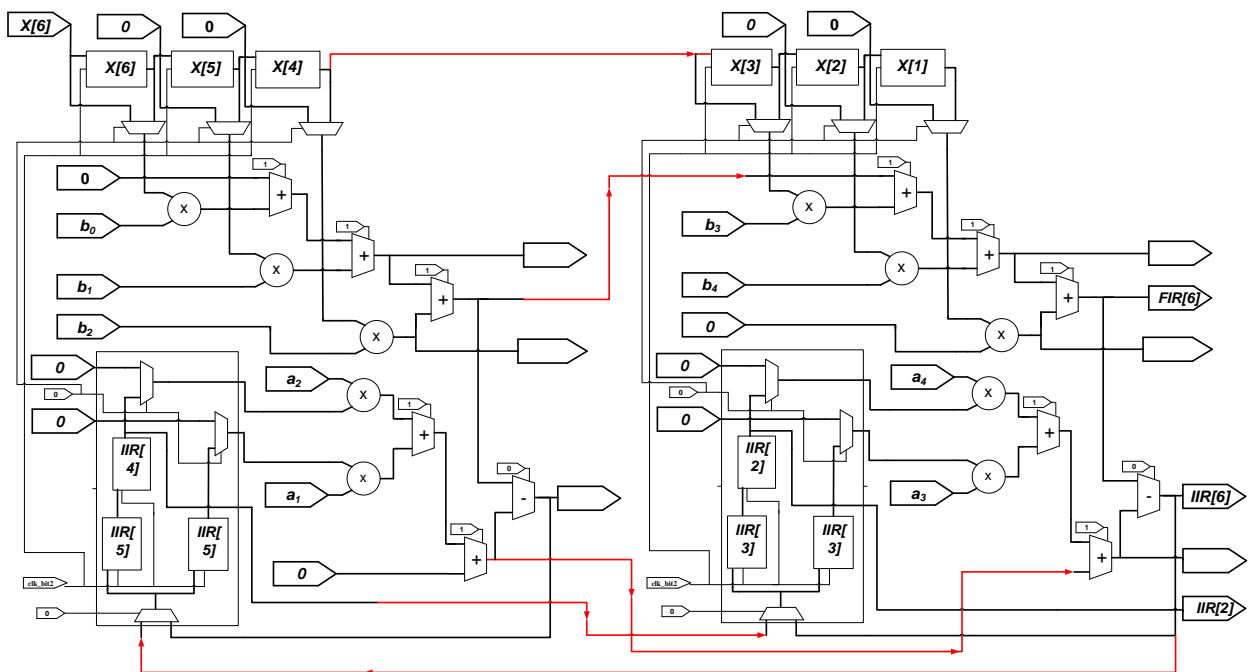 X[6] 0 0 0 0
X[6] X[5] X[4] X[3] X[2] X[1]
1 1
0 + +
X X
b0 b3
1 1
+ +
X X
1 1
b1 + b4 + FIR[6]
b2 X 0 X
0 a2 X 0 a4 X
0 1 0 1
0 + 0 +
IIR[4] IIR[2]
a1 X a3 X
0 - 0 - IIR[6]
IIR[5] IIR[5] IIR[3] IIR[3]
1 1
+ +
clk_bit2 0 clk_bit2
0 0 IIR[2]